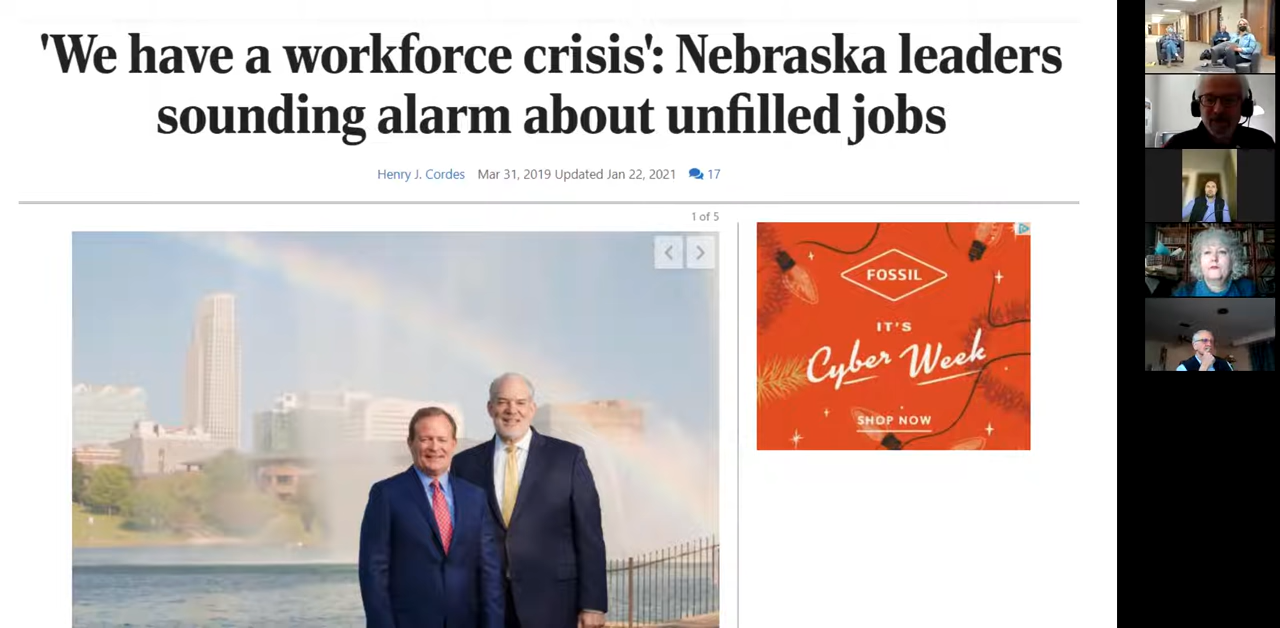 'We have a workforce crisis': Nebraska leaders
sounding alarm about unfilled jobs
Henry J. Cordes Mar 31, 2019 Updated Jan 22, 2021 17
1 of 5
FOSSIL
IT'S
Cyber Week
SHOP NOW